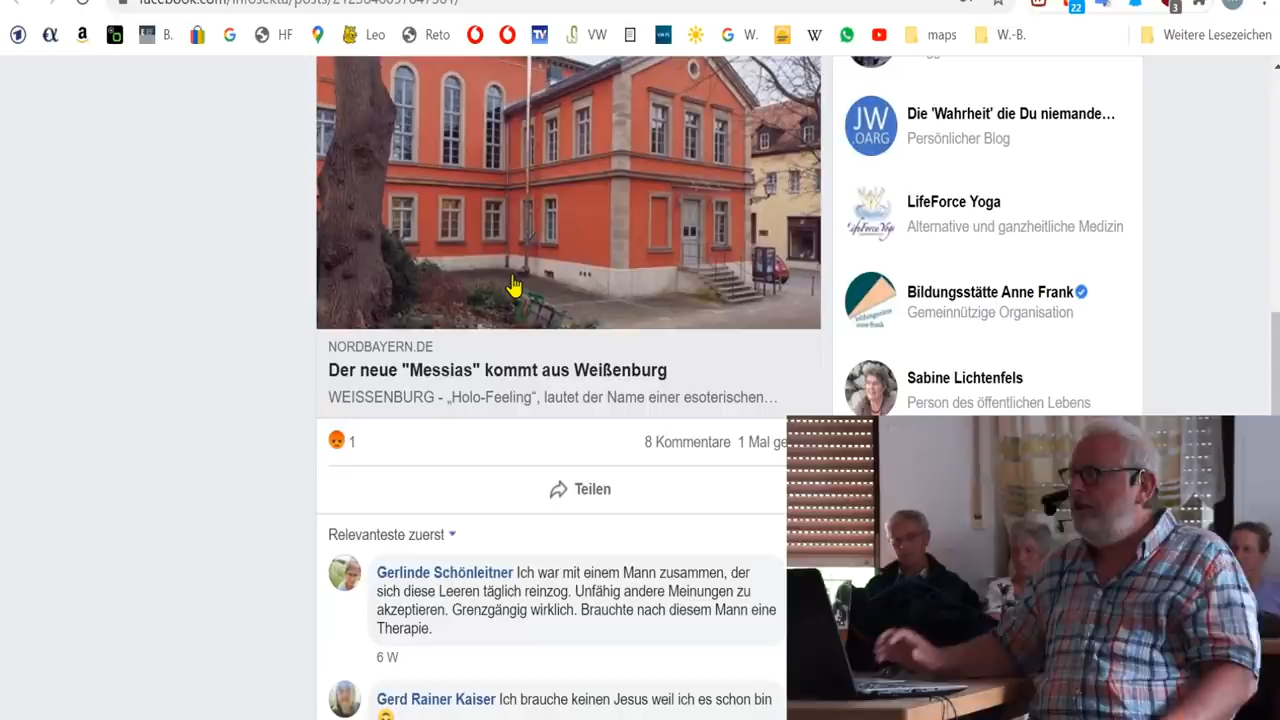 B.
HF
Leo
Reto
TV
VW
W.
W
maps
W.-B.
Weitere Lesezeichen
22
3
JW
.OARG
Die 'Wahrheit' die Du niemande…
Persönlicher Blog
LifeForce Yoga
Alternative und ganzheitliche Medizin
Bildungsstätte Anne Frank
Gemeinnützige Organisation
Sabine Lichtenfels
Person des öffentlichen Lebens
NORDBAYERN.DE
Der neue "Messias" kommt aus Weißenburg
WEISSENBURG - „Holo-Feeling“, lautet der Name einer esoterischen…
1
8 Kommentare 1 Mal ge
Teilen
Relevanteste zuerst
Gerlinde Schönleitner Ich war mit einem Mann zusammen, der
sich diese Leeren täglich reinzog. Unfähig andere Meinungen zu
akzeptieren. Grenzgängig wirklich. Brauchte nach diesem Mann eine
Therapie.
6 W
Gerd Rainer Kaiser Ich brauche keinen Jesus weil ich es schon bin